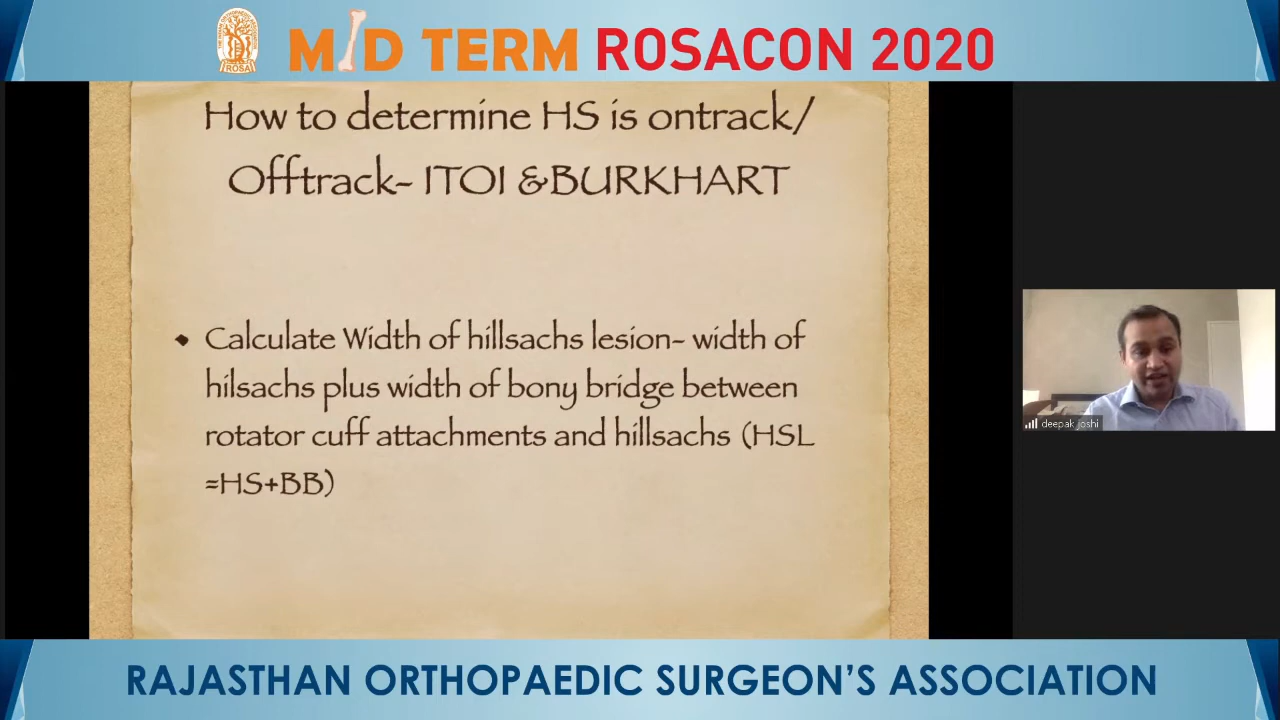 MID TERM ROSACON 2020
ROSA
How to determine HS is ontrack/
Offtrack- ITOI &BURKHART
Calculate Width of hillsachs lesion- width of
hilsachs plus width of bony bridge between
rotator cuff attachments and hillsachs (HSL
=HS+BB)
deepak joshi
RAJASTHAN ORTHOPAEDIC SURGEON’S ASSOCIATION